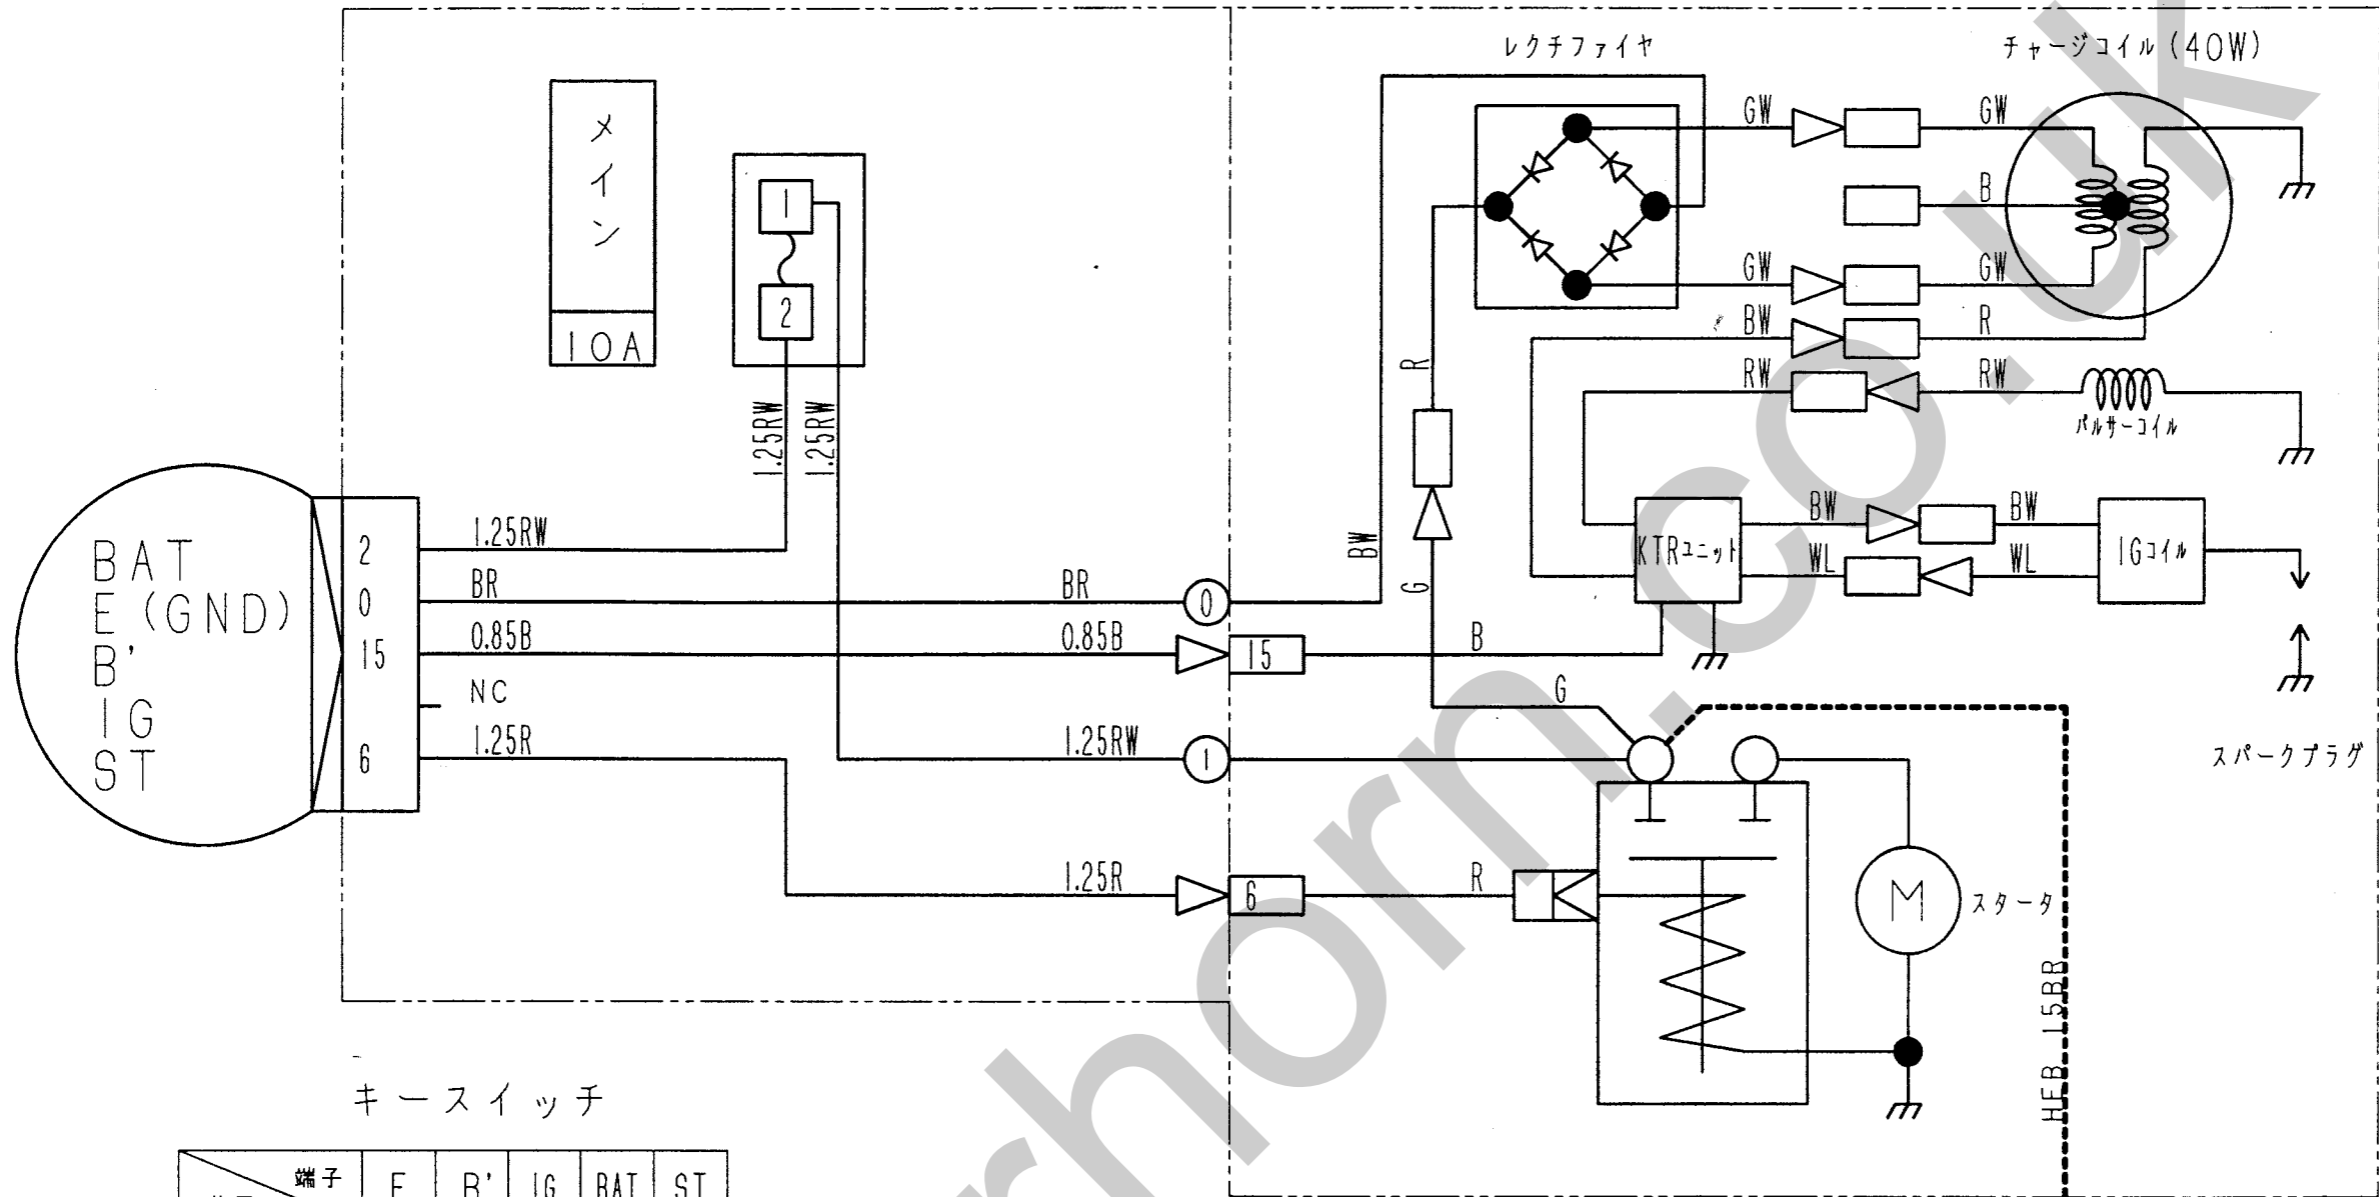 レクチファイヤ
チャージコイル(40W)
メイン
10A
1
2
1.25RW
1.25RW
GW
GW
B
GW
GW
BW
R
RW
RW
パルサーコイル
R
BW
G
KTRユニット
BW
BW
WL
WL
IGコイル
BAT
E (GND)
B'
IG
ST
2
1.25RW
0
BR
BR
0
15
0.85B
0.85B
15
B
NC
6
1.25R
1.25RW
1
G
スパークプラグ
1.25R
6
R
M
スタータ
HEB 15BR
キースイッチ
端子
E
B'
IG
BAT
ST
rhorn.co.uk